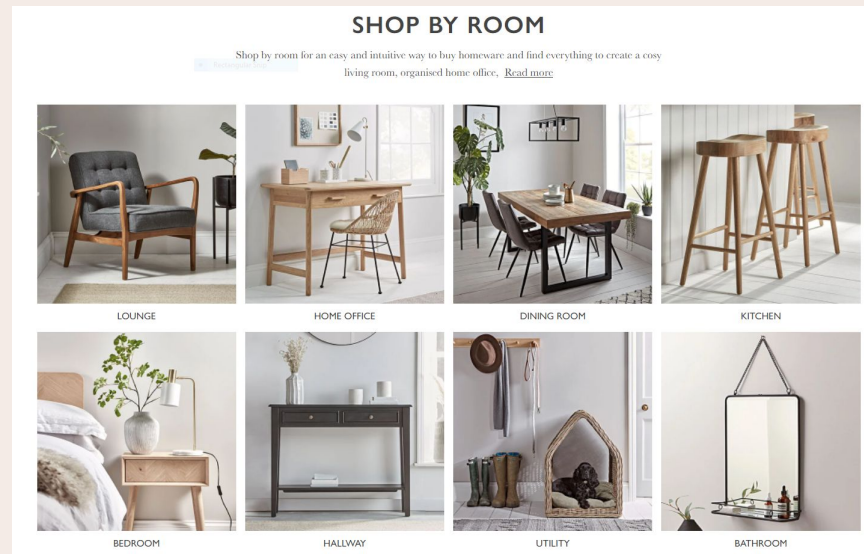 SHOP BY ROOM
Shop by room for an easy and intuitive way to buy homeware and find everything to create a cosy
living room, organised home office, Read more
LOUNGE
HOME OFFICE
DINING ROOM
KITCHEN
BEDROOM
HALLWAY
UTILITY
BATHROOM